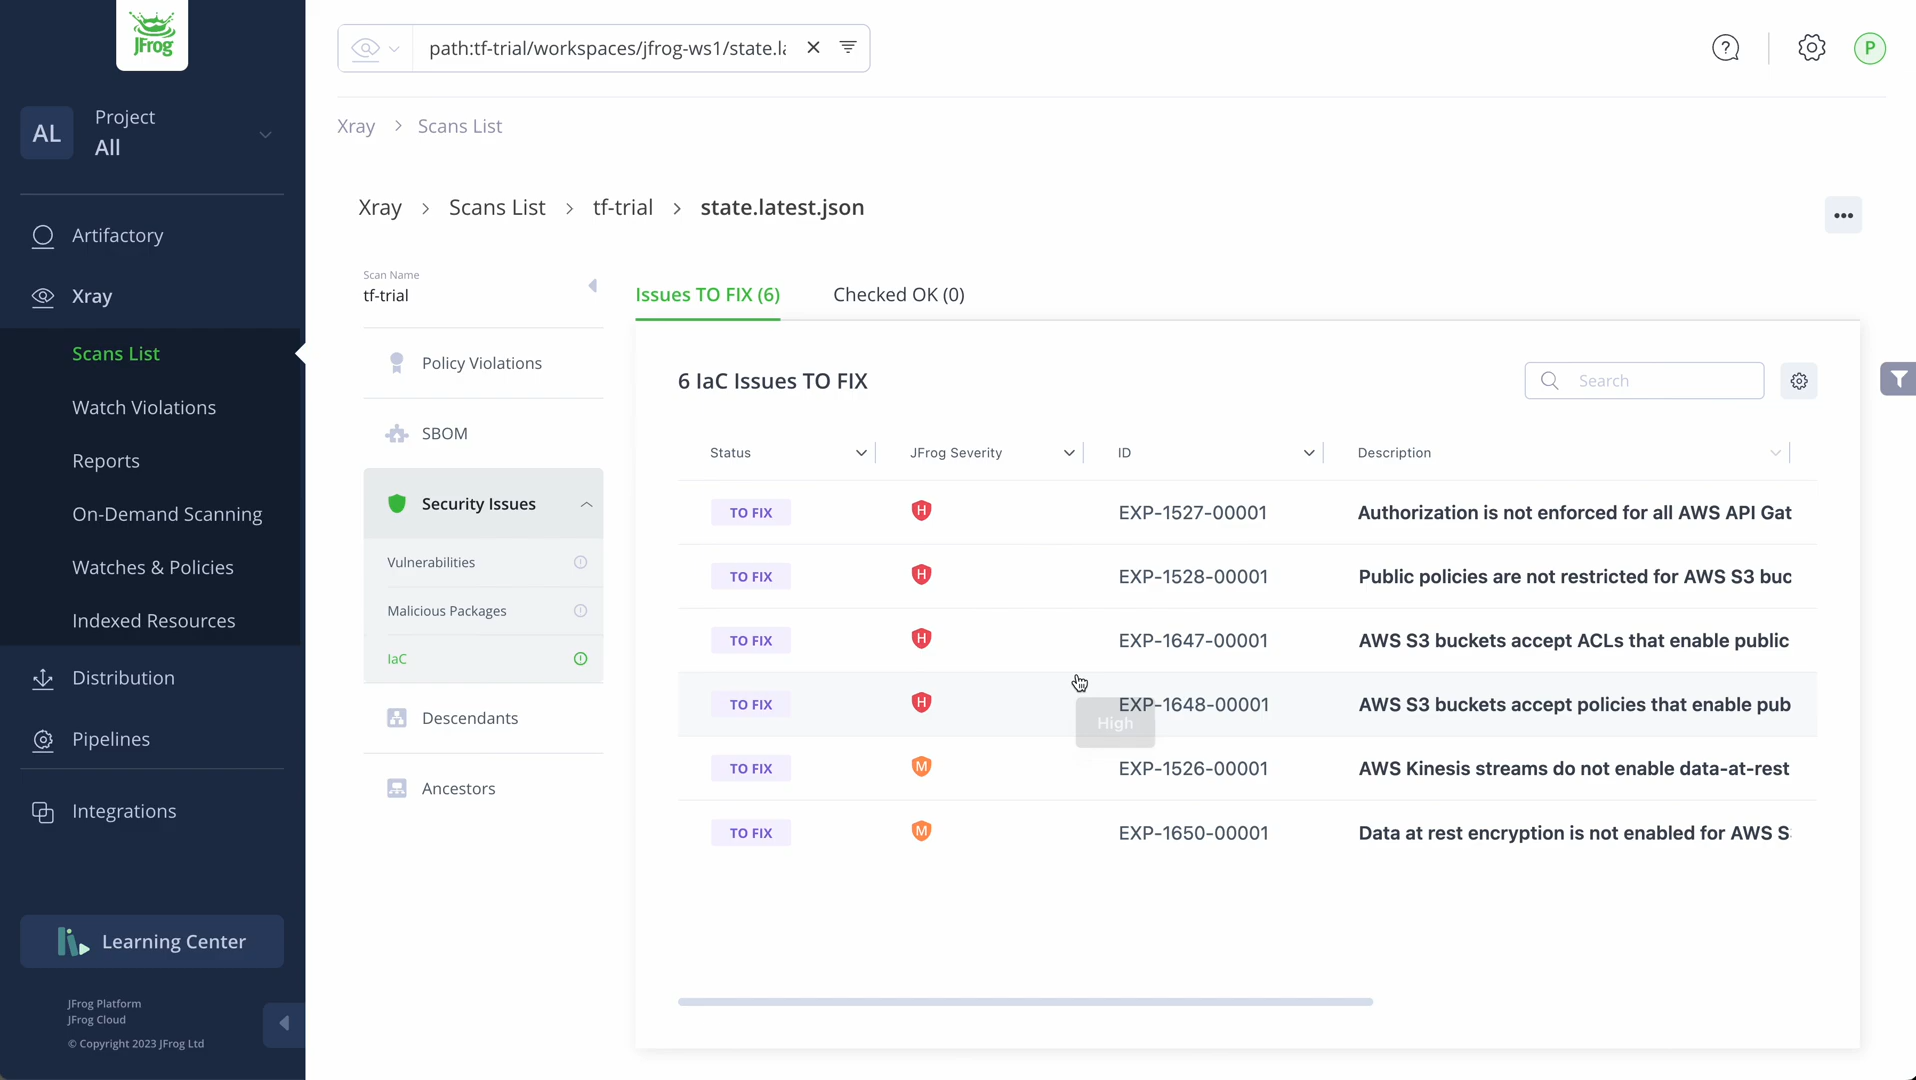 JFrog
AL
Project
All
Artifactory
Xray
Scans List
Watch Violations
Reports
On-Demand Scanning
Watches & Policies
Indexed Resources
Distribution
Pipelines
Integrations
Learning Center
JFrog Platform
JFrog Cloud
© Copyright 2023 JFrog Ltd
path:tf-trial/workspaces/jfrog-ws1/state.la
P
Xray > Scans List
Xray > Scans List > tf-trial > state.latest.json
Scan Name
tf-trial
Policy Violations
SBOM
Security Issues
Vulnerabilities
Malicious Packages
IaC
Descendants
Ancestors
Issues TO FIX (6)
Checked OK (0)
6 IaC Issues TO FIX
Search
Status JFrog Severity ID Description
TO FIX H EXP-1527-00001 Authorization is not enforced for all AWS API Gat
TO FIX H EXP-1528-00001 Public policies are not restricted for AWS S3 buc
TO FIX H EXP-1647-00001 AWS S3 buckets accept ACLs that enable public
TO FIX H EXP-1648-00001 AWS S3 buckets accept policies that enable pub
High
TO FIX M EXP-1526-00001 AWS Kinesis streams do not enable data-at-rest
TO FIX M EXP-1650-00001 Data at rest encryption is not enabled for AWS S